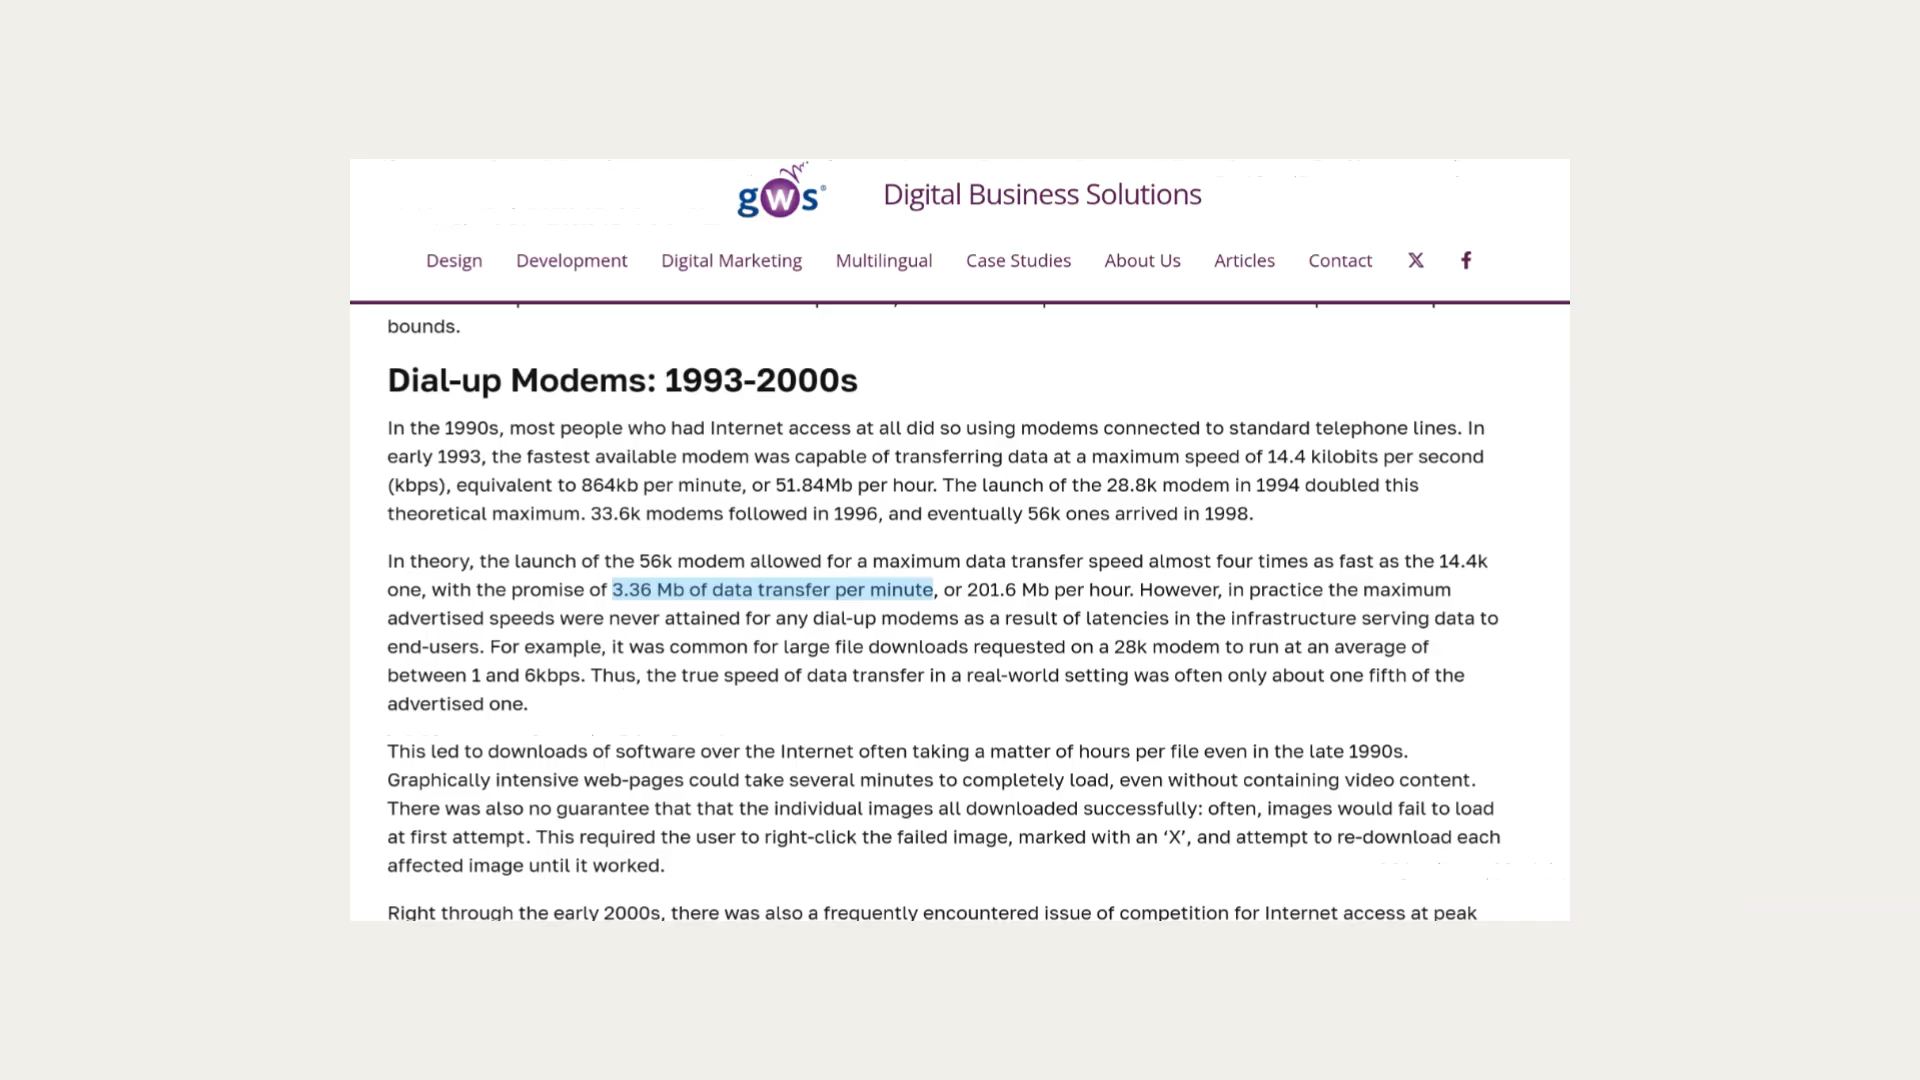 gws®
Digital Business Solutions
Design Development Digital Marketing Multilingual Case Studies About Us Articles Contact X f
bounds.
Dial-up Modems: 1993-2000s
In the 1990s, most people who had Internet access at all did so using modems connected to standard telephone lines. In
early 1993, the fastest available modem was capable of transferring data at a maximum speed of 14.4 kilobits per second
(kbps), equivalent to 864kb per minute, or 51.84Mb per hour. The launch of the 28.8k modem in 1994 doubled this
theoretical maximum. 33.6k modems followed in 1996, and eventually 56k ones arrived in 1998.
In theory, the launch of the 56k modem allowed for a maximum data transfer speed almost four times as fast as the 14.4k
one, with the promise of 3.36 Mb of data transfer per minute, or 201.6 Mb per hour. However, in practice the maximum
advertised speeds were never attained for any dial-up modems as a result of latencies in the infrastructure serving data to
end-users. For example, it was common for large file downloads requested on a 28k modem to run at an average of
between 1 and 6kbps. Thus, the true speed of data transfer in a real-world setting was often only about one fifth of the
advertised one.
This led to downloads of software over the Internet often taking a matter of hours per file even in the late 1990s.
Graphically intensive web-pages could take several minutes to completely load, even without containing video content.
There was also no guarantee that that the individual images all downloaded successfully: often, images would fail to load
at first attempt. This required the user to right-click the failed image, marked with an ‘X’, and attempt to re-download each
affected image until it worked.
Right through the early 2000s, there was also a frequently encountered issue of competition for Internet access at peak